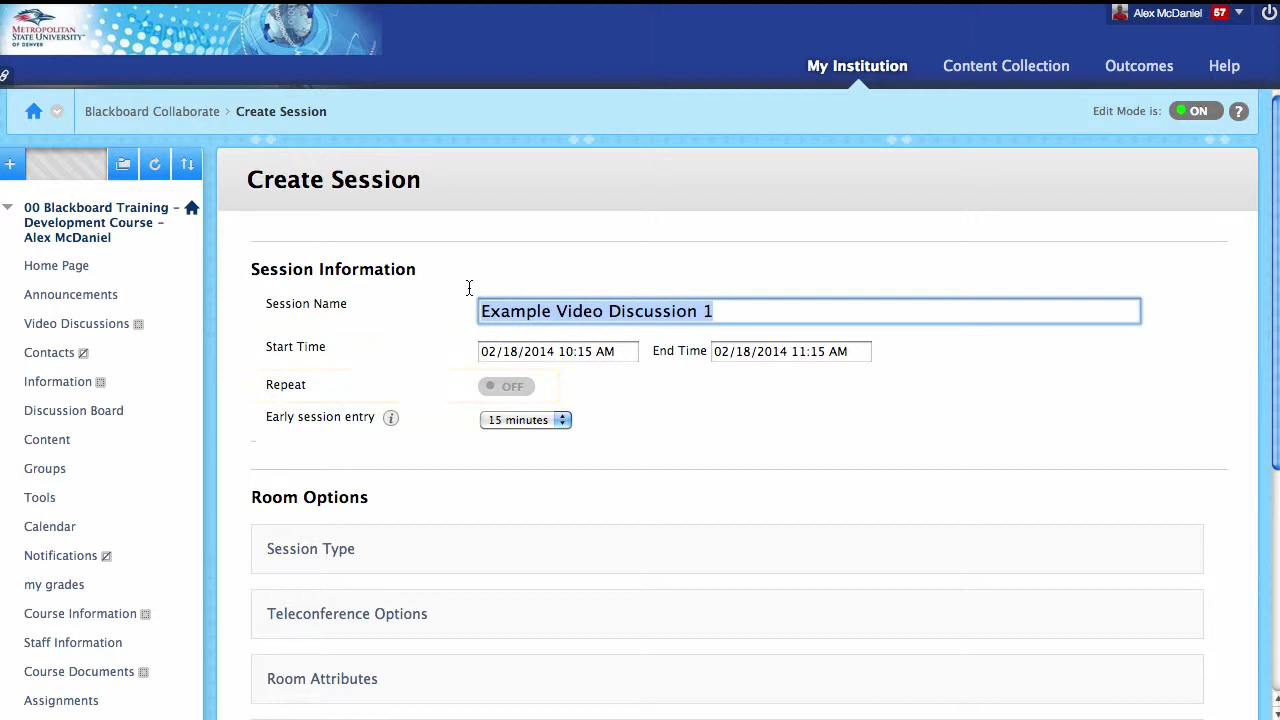 METROPOLITAN
STATE UNIVERSITY
OF DENVER
Alex McDaniel 57
My Institution Content Collection Outcomes Help
Blackboard Collaborate > Create Session
Edit Mode is: ON ?
Create Session
00 Blackboard Training –
Development Course –
Alex McDaniel
Home Page
Announcements
Video Discussions
Contacts
Information
Discussion Board
Content
Groups
Tools
Calendar
Notifications
my grades
Course Information
Staff Information
Course Documents
Assignments
Session Information
Session Name Example Video Discussion 1
Start Time 02/18/2014 10:15 AM End Time 02/18/2014 11:15 AM
Repeat OFF
Early session entry i 15 minutes
Room Options
Session Type
Teleconference Options
Room Attributes